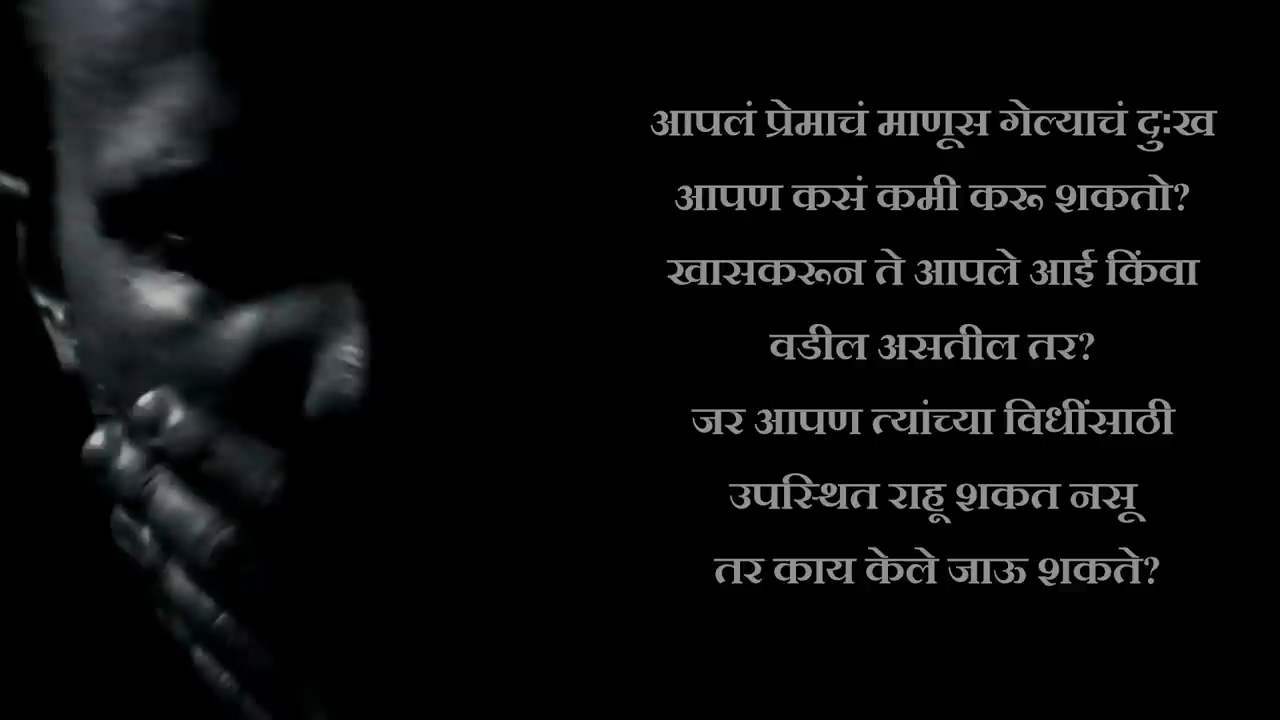 आपलं प्रेमाचं माणूस गेल्याचं दुःख
आपण कसं कमी करू शकतो?
खासकरून ते आपले आई किंवा
वडील असतील तर?
जर आपण त्यांच्या विधींसाठी
उपस्थित राहू शकत नसू
तर काय केले जाऊ शकते?